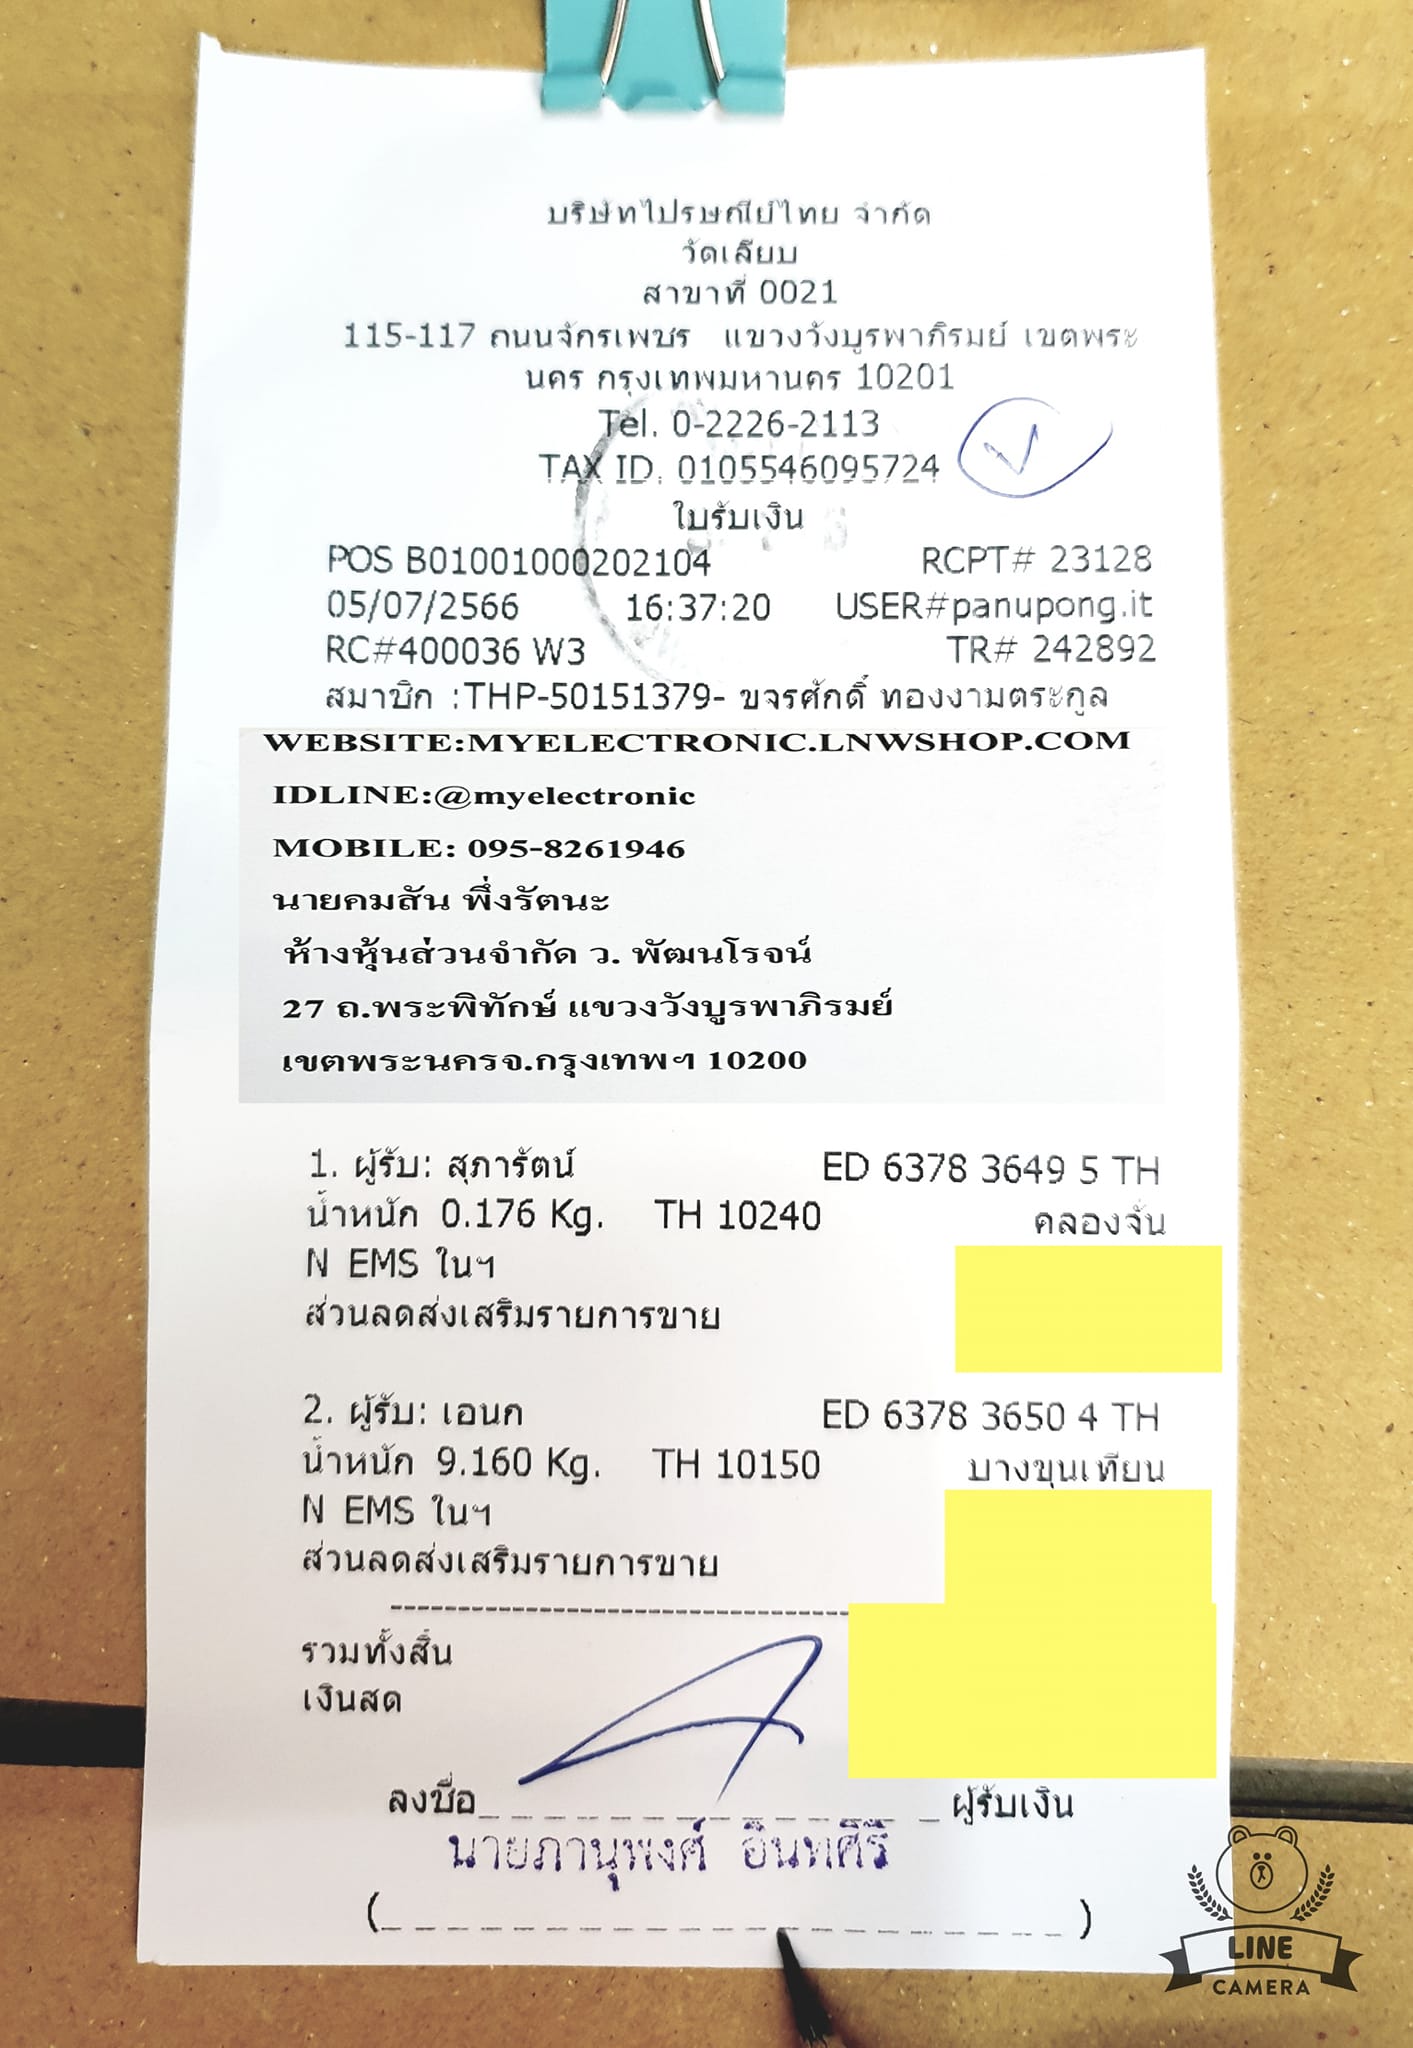 บริษัทไปรษณีย์ไทย จำกัด
วัดเลียบ
สาขาที่ 0021
115-117 ถนนจักรเพชร แขวงวังบูรพาภิรมย์ เขตพระ
นคร กรุงเทพมหานคร 10201
Tel. 0-2226-2113
TAX ID. 0105546095724
ใบรับเงิน
POS B01001000202104 RCPT# 23128
05/07/2566 16:37:20 USER#panupong.it
RC#400036 W3 TR# 242892
สมาชิก :THP-50151379- ขจรศักดิ์ ทองงามตระกูล
WEBSITE:MYELECTRONIC.LNWSHOP.COM
IDLINE:@myelectronic
MOBILE: 095-8261946
นายคมสัน พึ่งรัตนะ
ห้างหุ้นส่วนจำกัด ว. พัฒนโรจน์
27 ถ.พระพิทักษ์ แขวงวังบูรพาภิรมย์
เขตพระนครจ.กรุงเทพฯ 10200
1. ผู้รับ: สุภารัตน์ ED 6378 3649 5 TH
น้ำหนัก 0.176 Kg. TH 10240 คลองจั่น
N EMS ในฯ
ส่วนลดส่งเสริมรายการขาย
2. ผู้รับ: เอนก ED 6378 3650 4 TH
น้ำหนัก 9.160 Kg. TH 10150 บางขุนเทียน
N EMS ในฯ
ส่วนลดส่งเสริมรายการขาย
รวมทั้งสิ้น
เงินสด
ลงชื่อ_ _ _ _ _ _ _ _ _ _ _ _ _ _ _ ผู้รับเงิน
นายภานุพงศ์ อินทศิริ
(_ _ _ _ _ _ _ _ _ _ _ _ _ _ _ _ _ _ _ _ _ _)
LINE
CAMERA